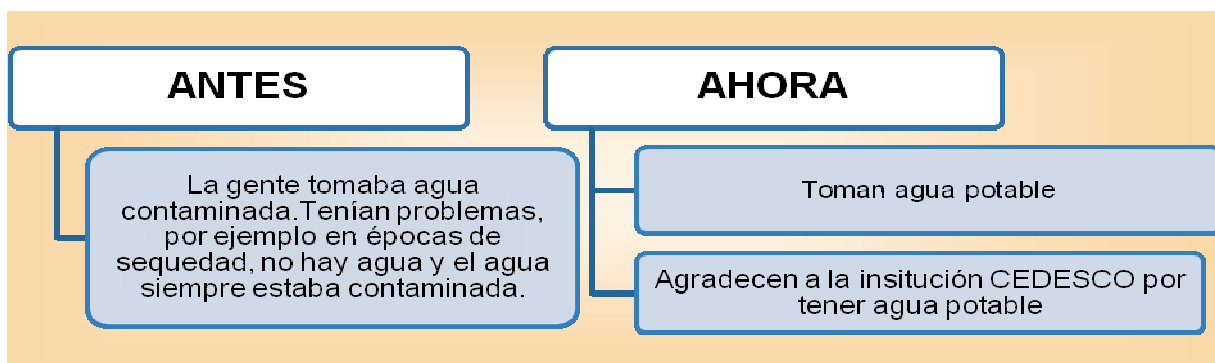 ANTES
La gente tomaba agua
contaminada.Tenían problemas,
por ejemplo en épocas de
sequedad, no hay agua y el agua
siempre estaba contaminada.
AHORA
Toman agua potable
Agradecen a la insitución CEDESCO por
tener agua potable